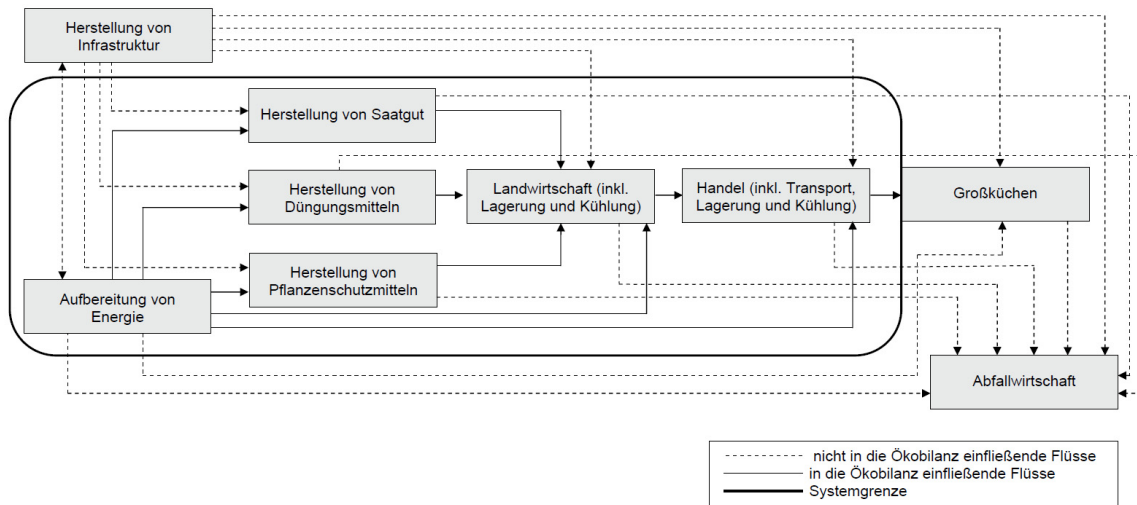 Herstellung von
Infrastruktur
Herstellung von Saatgut
Herstellung von
Düngungsmitteln
Landwirtschaft (inkl.
Lagerung und Kühlung)
Handel (inkl. Transport,
Lagerung und Kühlung)
Großküchen
Herstellung von
Pflanzenschutzmitteln
Aufbereitung von
Energie
Abfallwirtschaft
nicht in die Ökobilanz einfließende Flüsse
in die Ökobilanz einfließende Flüsse
Systemgrenze